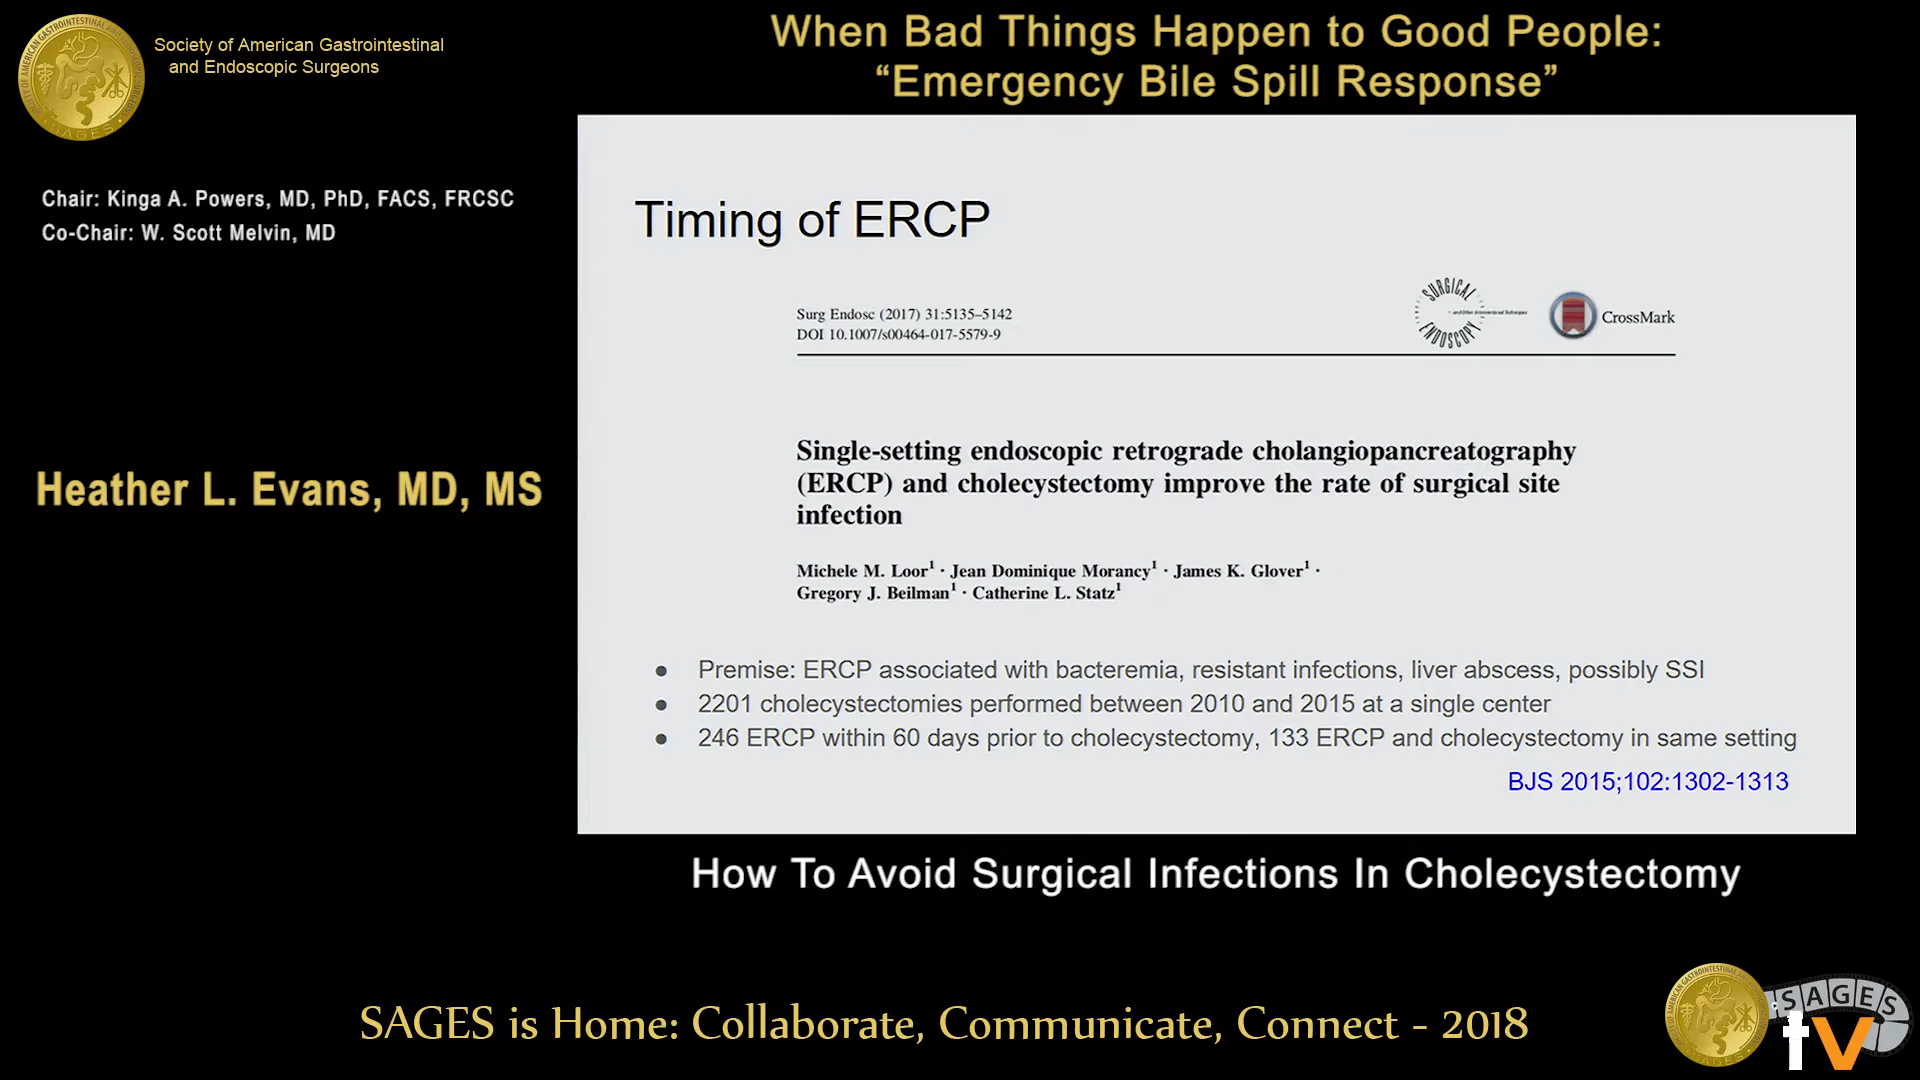 Society of American Gastrointestinal
and Endoscopic Surgeons
When Bad Things Happen to Good People:
“Emergency Bile Spill Response”
Chair: Kinga A. Powers, MD, PhD, FACS, FRCSC
Co-Chair: W. Scott Melvin, MD
Heather L. Evans, MD, MS
Timing of ERCP
Surg Endosc (2017) 31:5135–5142
DOI 10.1007/s00464-017-5579-9
SURGICAL
ENDOSCOPY
CrossMark
Single-setting endoscopic retrograde cholangiopancreatography
(ERCP) and cholecystectomy improve the rate of surgical site
infection
Michele M. Loor¹ · Jean Dominique Morancy¹ · James K. Glover¹ ·
Gregory J. Beilman¹ · Catherine L. Statz¹
● Premise: ERCP associated with bacteremia, resistant infections, liver abscess, possibly SSI
● 2201 cholecystectomies performed between 2010 and 2015 at a single center
● 246 ERCP within 60 days prior to cholecystectomy, 133 ERCP and cholecystectomy in same setting
BJS 2015;102:1302-1313
How To Avoid Surgical Infections In Cholecystectomy
SAGES is Home: Collaborate, Communicate, Connect - 2018
SAGES
tv